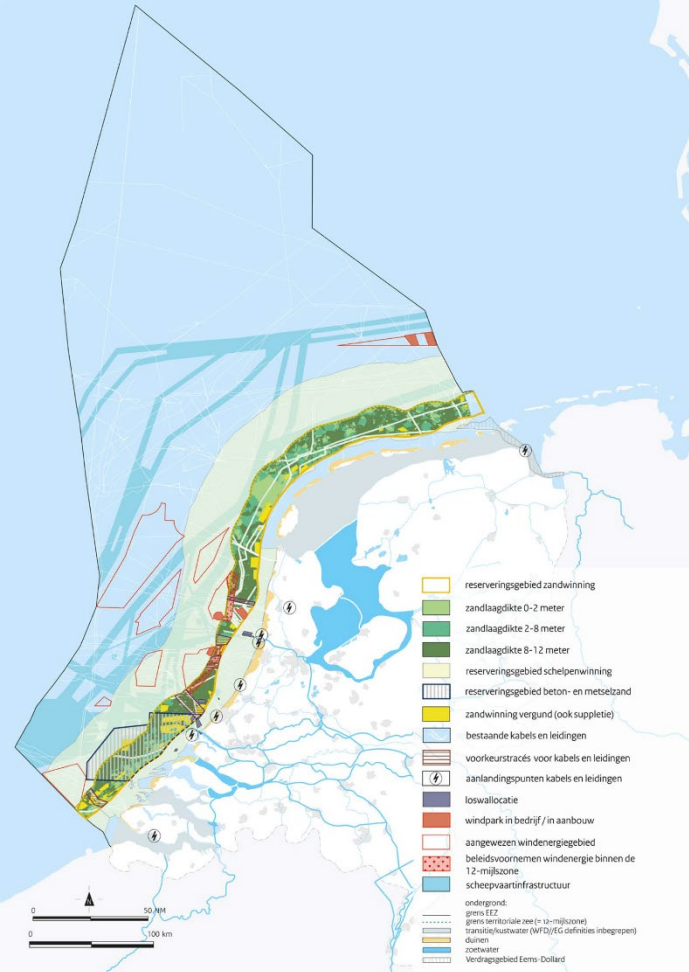 reserveringsgebied zandwinning
zandlaagdikte 0-2 meter
zandlaagdikte 2-8 meter
zandlaagdikte 8-12 meter
reserveringsgebied schelpenwinning
reserveringsgebied beton- en metselzand
zandwinning vergund (ook suppletie)
bestaande kabels en leidingen
voorkeurstracés voor kabels en leidingen
aanlandingspunten kabels en leidingen
loswallocatie
windpark in bedrijf / in aanbouw
aangewezen windenergiegebied
beleidsvoornemen windenergie binnen de
12-mijlszone
scheepvaartinfrastructuur
ondergrond:
grens EEZ
grens territoriale zee (= 12-mijlszone)
transitie/kustwater (WFD//EG definities inbegrepen)
duinen
zoetwater
Verdragsgebied Eems-Dollard
N
0 50 NM
0 100 km